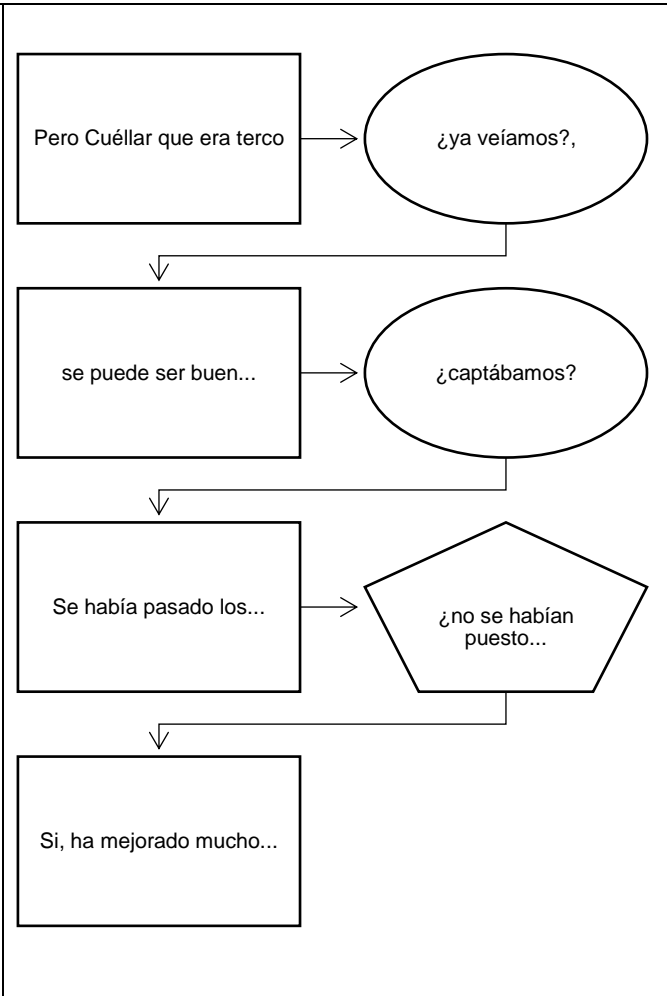 Pero Cuéllar que era terco
¿ya veíamos?,
se puede ser buen...
¿captábamos?
Se había pasado los...
¿no se habían
puesto...
Si, ha mejorado mucho...